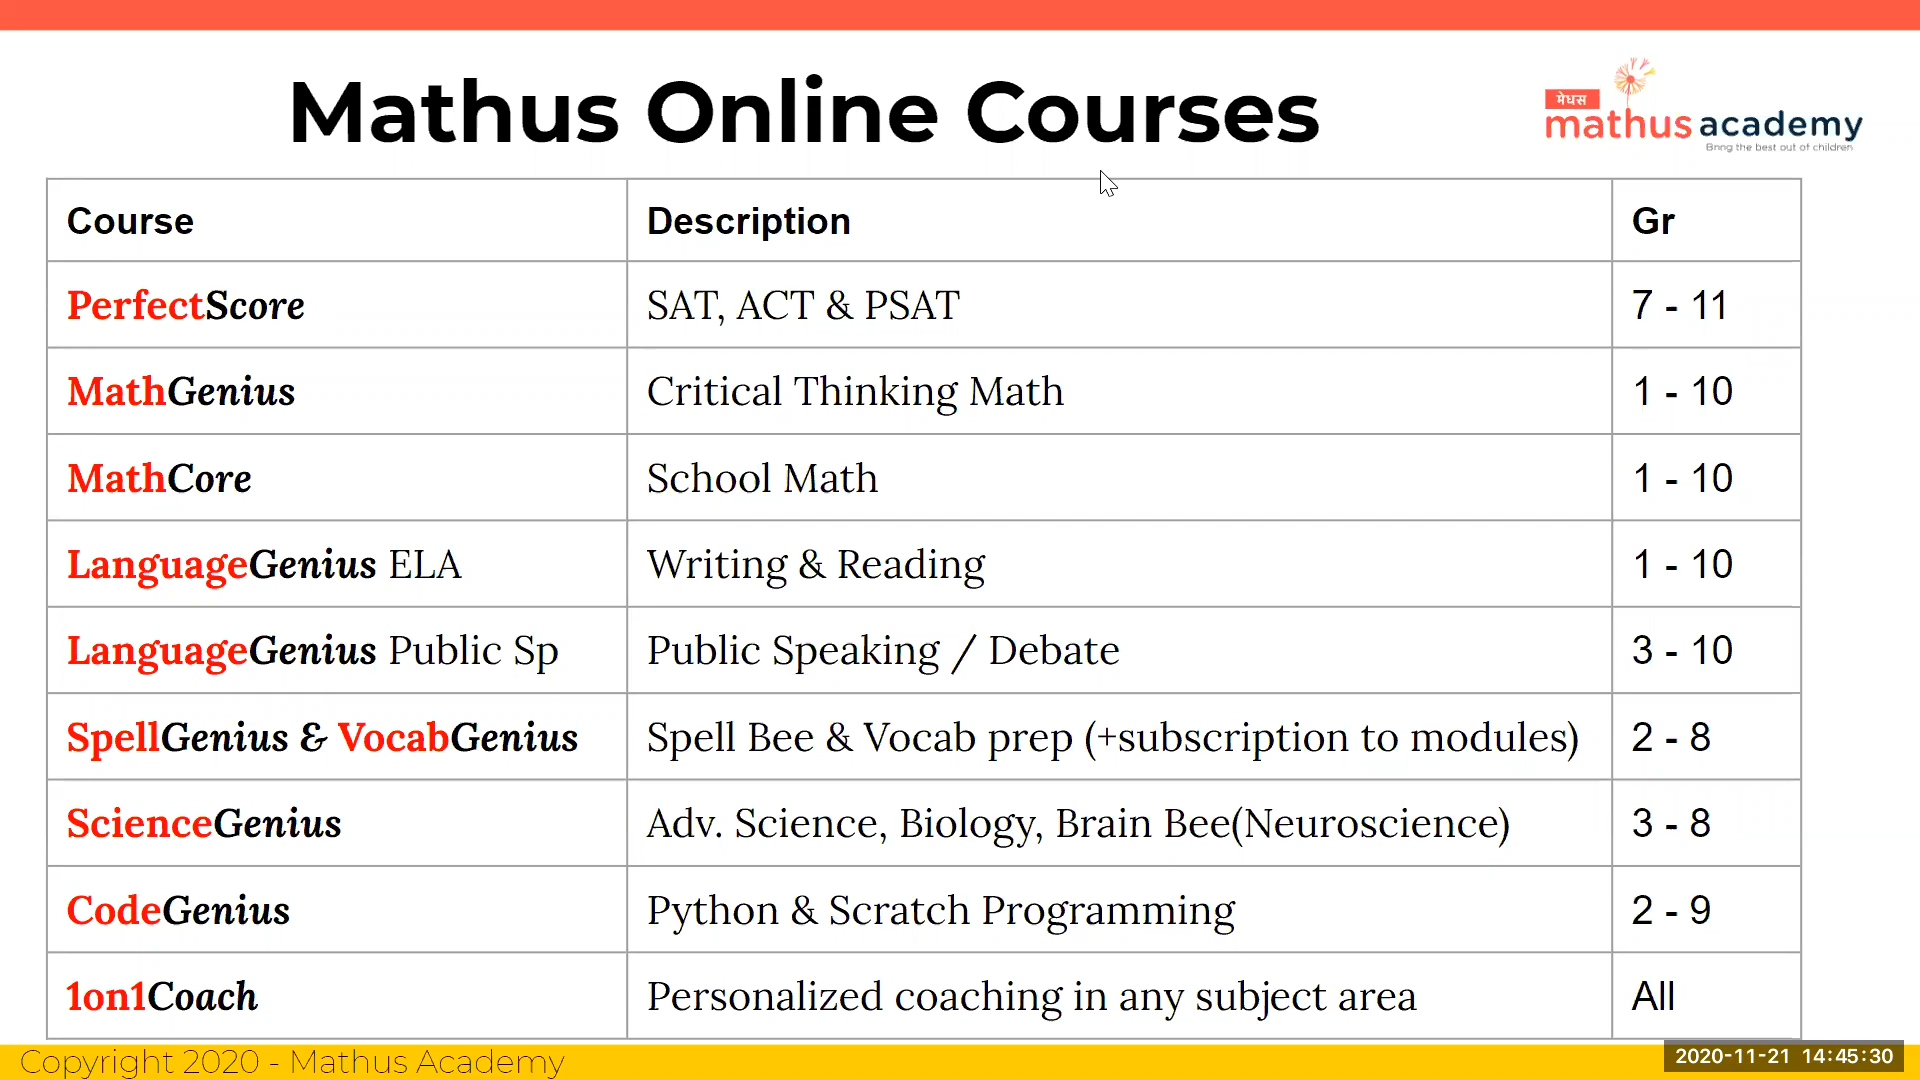 Mathus Online Courses
मेधस
mathus academy
Bring the best out of children
Course Description Gr
PerfectScore SAT, ACT & PSAT 7 - 11
MathGenius Critical Thinking Math 1 - 10
MathCore School Math 1 - 10
LanguageGenius ELA Writing & Reading 1 - 10
LanguageGenius Public Sp Public Speaking / Debate 3 - 10
SpellGenius & VocabGenius Spell Bee & Vocab prep (+subscription to modules) 2 - 8
ScienceGenius Adv. Science, Biology, Brain Bee(Neuroscience) 3 - 8
CodeGenius Python & Scratch Programming 2 - 9
1on1Coach Personalized coaching in any subject area All
Copyright 2020 - Mathus Academy
2020-11-21 14:45:30